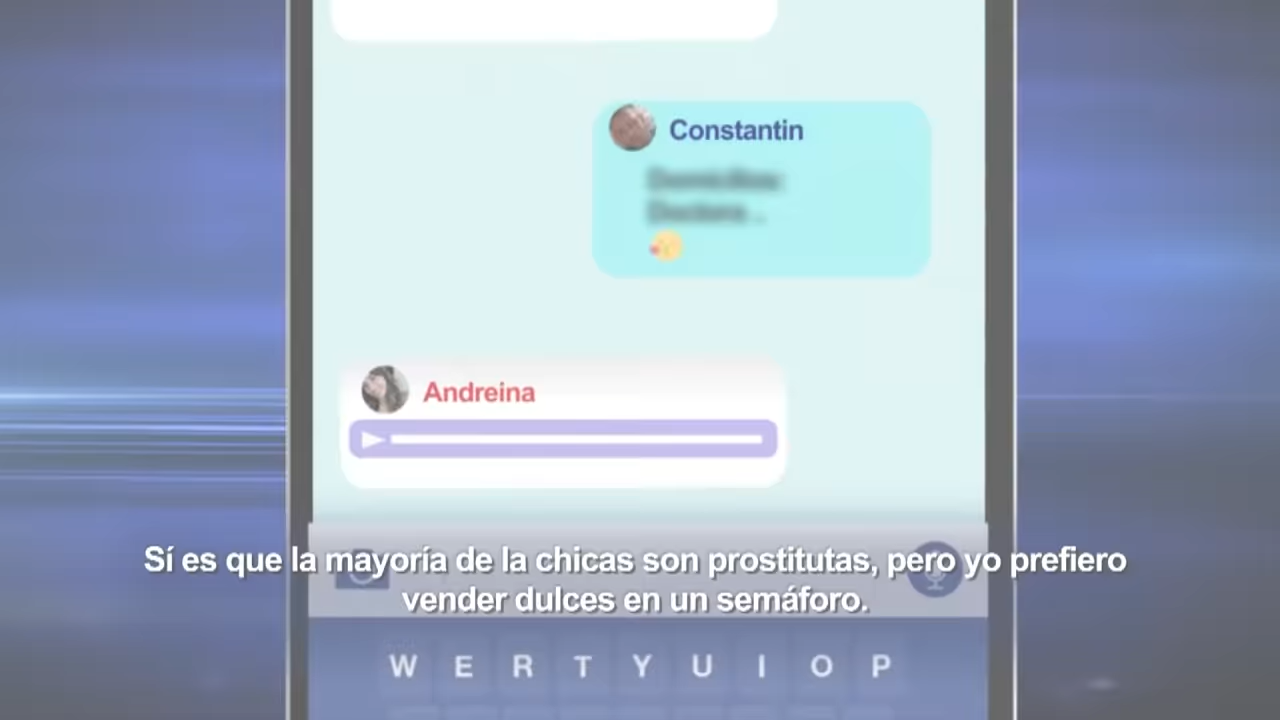 Constantin
Andreina
Sí es que la mayoría de la chicas son prostitutas, pero yo prefiero
vender dulces en un semáforo.
W E R T Y U I O P